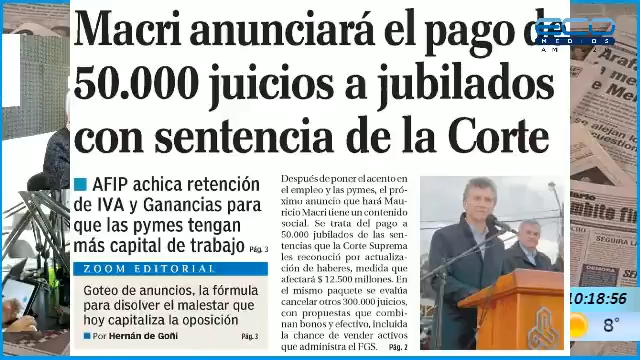 Macri anunciará el pago de
50.000 juicios a jubilados
con sentencia de la Corte
AFIP achica retención
de IVA y Ganancias para
que las pymes tengan
más capital de trabajo Pág. 3
ZOOM EDITORIAL
Goteo de anuncios, la fórmula
para disolver el malestar que
hoy capitaliza la oposición
Por Hernán de Goñi Pág.3
Después de poner el acento en
el empleo y las pymes, el pró-
ximo anuncio que hará Mau-
ricio Macri tiene un contenido
social. Se trata del pago a
50.000 jubilados de las sen-
tencias que la Corte Suprema
les reconoció por actualiza-
ción de haberes, medida que
afectará $ 12.500 millones. En
el mismo paquete se evalúa
cancelar otros 300.000 juicios,
con propuestas que combi-
nan bonos y efectivo, incluida
la chance de vender activos
que administra el FGS. Pág. 2
ECO
MEDIOS
AM
10:18:56
8°